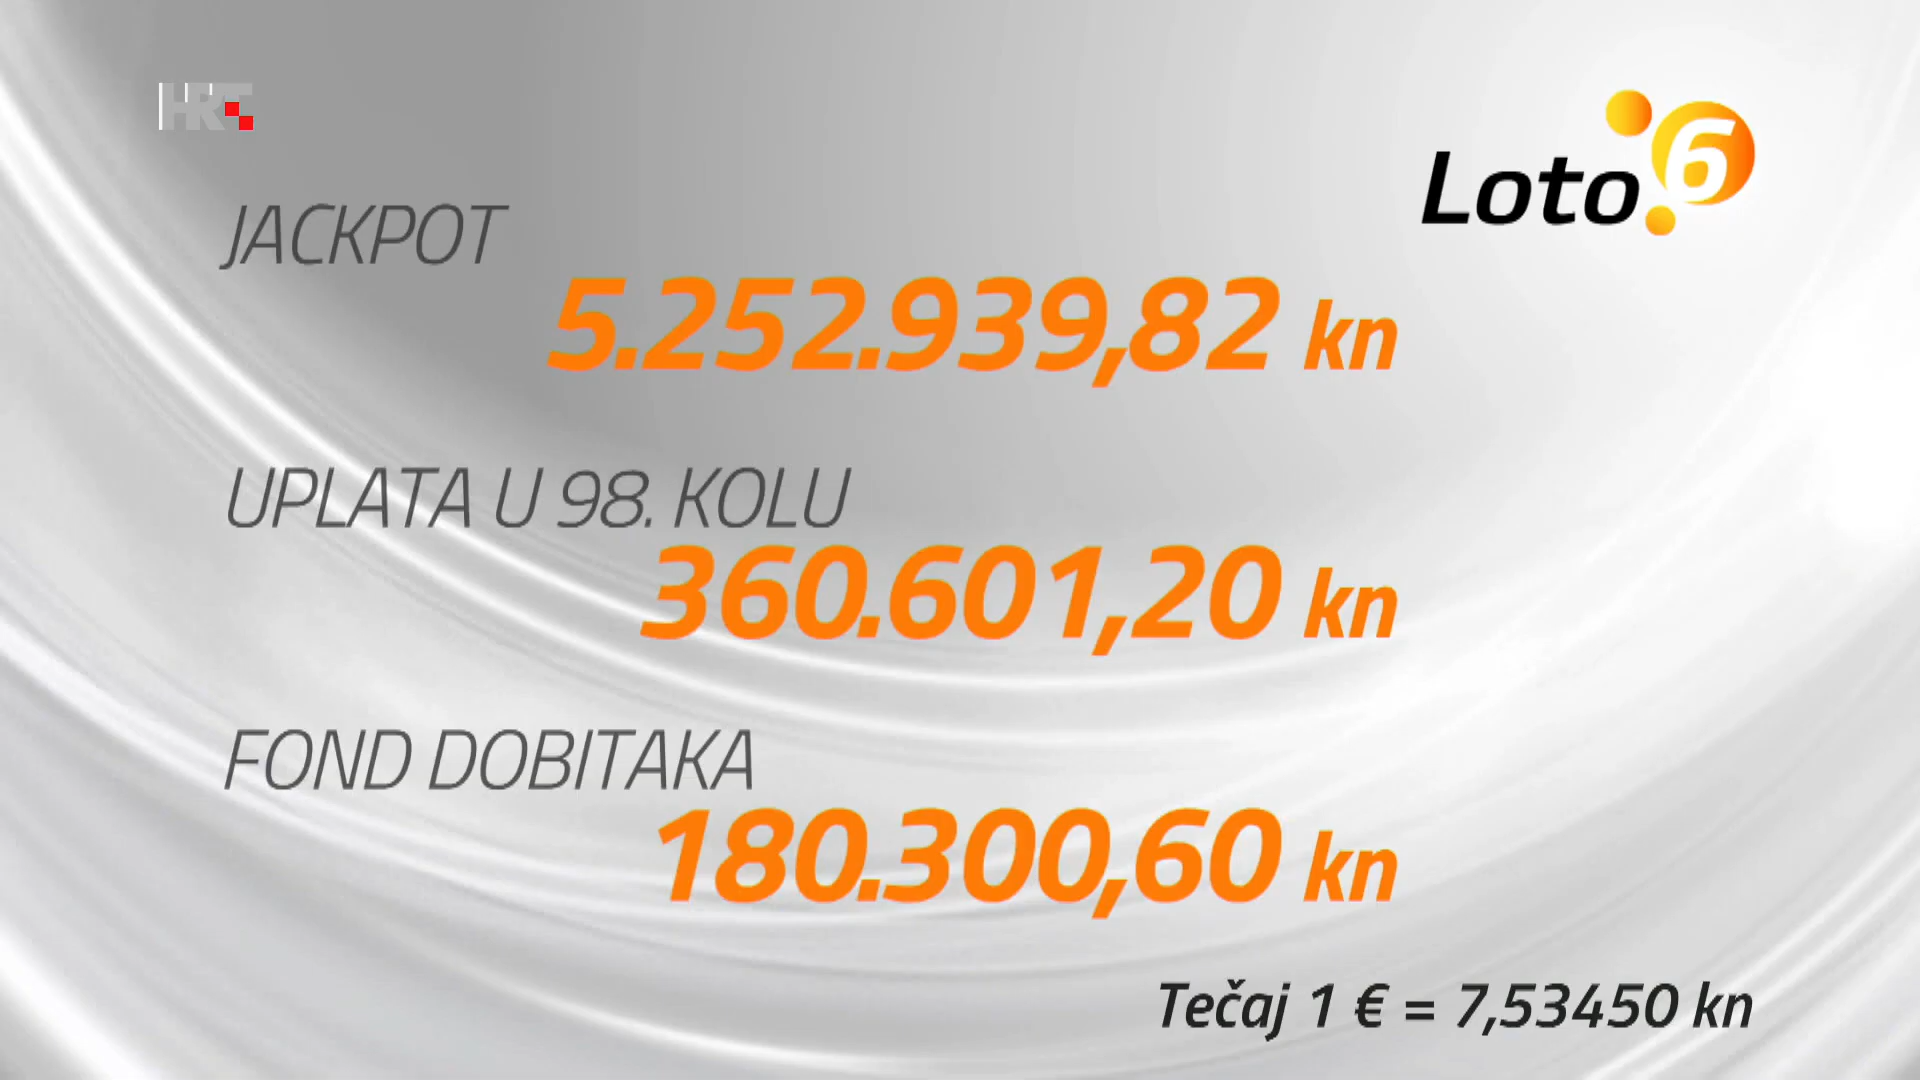 HRT
Loto 6
JACKPOT
5.252.939,82 kn
UPLATA U 98. KOLU
360.601,20 kn
FOND DOBITAKA
180.300,60 kn
Tečaj 1 € = 7,53450 kn